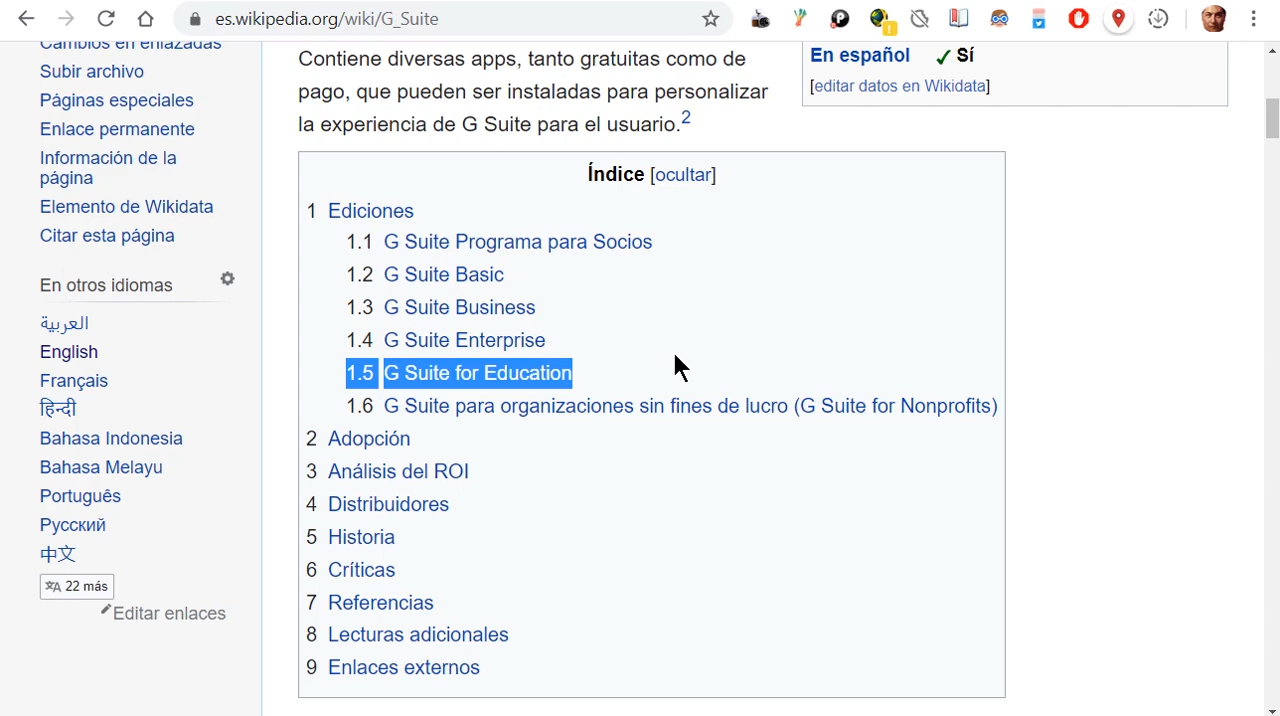 es.wikipedia.org/wiki/G_Suite
Cambios en enlazadas
Subir archivo
Páginas especiales
Enlace permanente
Información de la
página
Elemento de Wikidata
Citar esta página
En otros idiomas
العربية
English
Français
हिन्दी
Bahasa Indonesia
Bahasa Melayu
Português
Русский
中文
22 más
Editar enlaces
Contiene diversas apps, tanto gratuitas como de
pago, que pueden ser instaladas para personalizar
la experiencia de G Suite para el usuario.2
En español Sí
[editar datos en Wikidata]
Índice [ocultar]
1 Ediciones
1.1 G Suite Programa para Socios
1.2 G Suite Basic
1.3 G Suite Business
1.4 G Suite Enterprise
1.5 G Suite for Education
1.6 G Suite para organizaciones sin fines de lucro (G Suite for Nonprofits)
2 Adopción
3 Análisis del ROI
4 Distribuidores
5 Historia
6 Críticas
7 Referencias
8 Lecturas adicionales
9 Enlaces externos